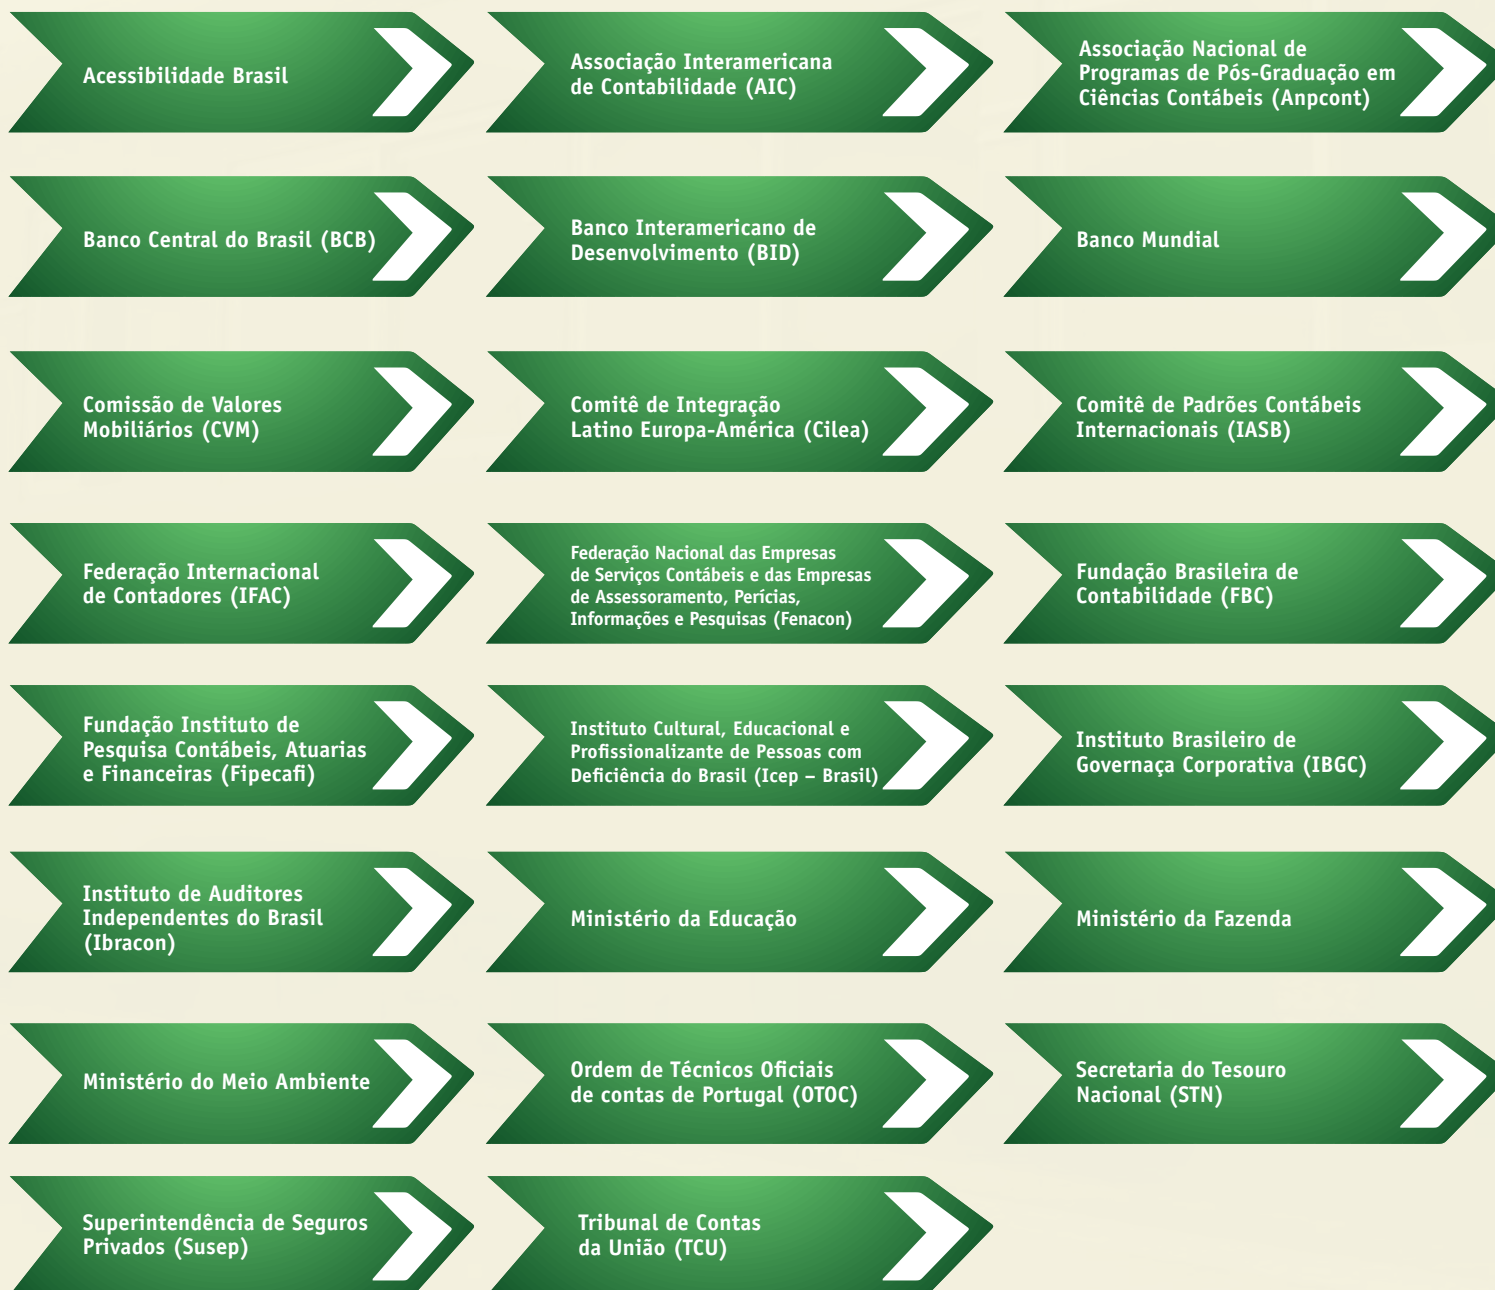 Acessibilidade Brasil
Associação Interamericana
de Contabilidade (AIC)
Associação Nacional de
Programas de Pós-Graduação em
Ciências Contábeis (Anpcont)
Banco Central do Brasil (BCB)
Banco Interamericano de
Desenvolvimento (BID)
Banco Mundial
Comissão de Valores
Mobiliários (CVM)
Comitê de Integração
Latino Europa-América (Cilea)
Comitê de Padrões Contábeis
Internacionais (IASB)
Federação Internacional
de Contadores (IFAC)
Federação Nacional das Empresas
de Serviços Contábeis e das Empresas
de Assessoramento, Perícias,
Informações e Pesquisas (Fenacon)
Fundação Brasileira de
Contabilidade (FBC)
Fundação Instituto de
Pesquisa Contábeis, Atuarias
e Financeiras (Fipecafi)
Instituto Cultural, Educacional e
Profissionalizante de Pessoas com
Deficiência do Brasil (Icep – Brasil)
Instituto Brasileiro de
Governaça Corporativa (IBGC)
Instituto de Auditores
Independentes do Brasil
(Ibracon)
Ministério da Educação
Ministério da Fazenda
Ministério do Meio Ambiente
Ordem de Técnicos Oficiais
de contas de Portugal (OTOC)
Secretaria do Tesouro
Nacional (STN)
Superintendência de Seguros
Privados (Susep)
Tribunal de Contas
da União (TCU)